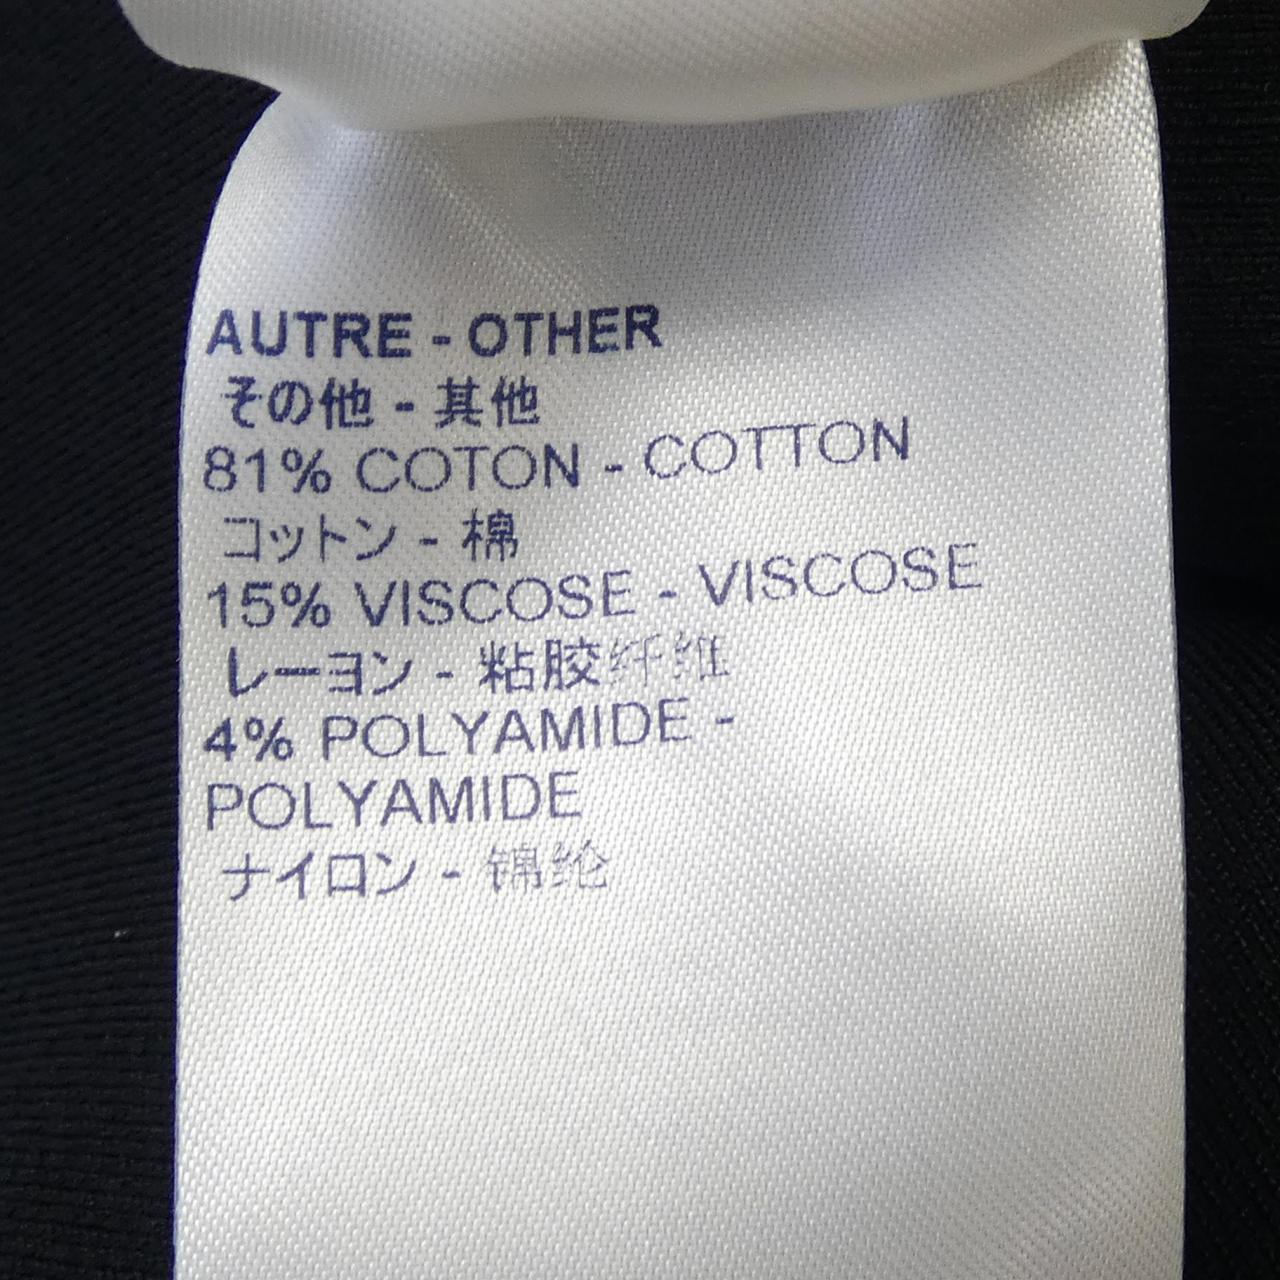 AUTRE - OTHER
その他 - 其他
81% COTON - COTTON
コットン - 棉
15% VISCOSE - VISCOSE
レーヨン - 粘胶纤维
4% POLYAMIDE -
POLYAMIDE
ナイロン - 锦纶